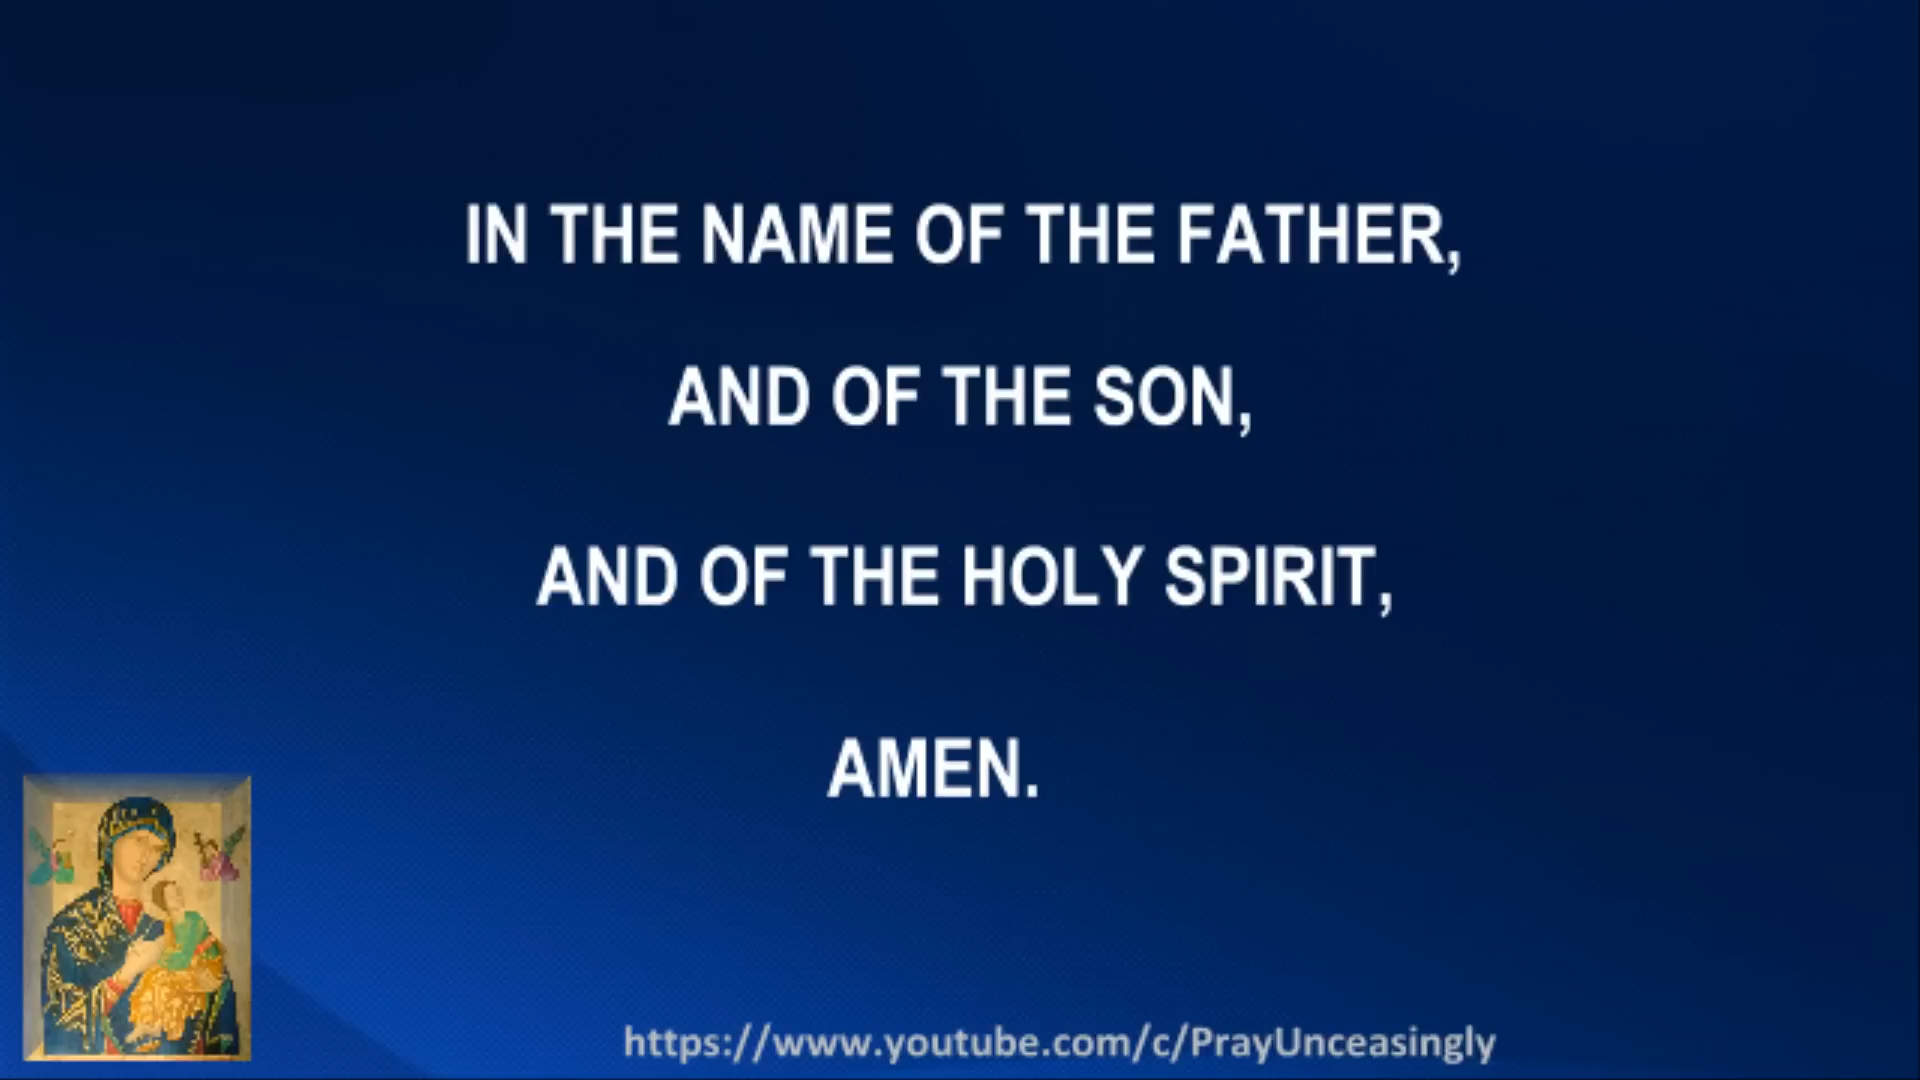 IN THE NAME OF THE FATHER,
AND OF THE SON,
AND OF THE HOLY SPIRIT,
AMEN.
https://www.youtube.com/c/PrayUnceasingly